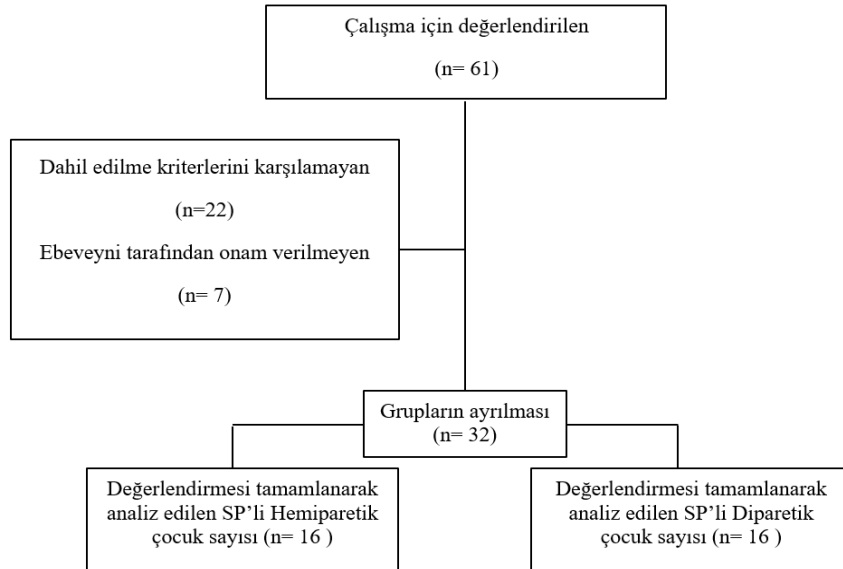 Çalışma için değerlendirilen
(n= 61)
Dahil edilme kriterlerini karşılamayan
(n=22)
Ebeveyni tarafından onam verilmeyen
(n= 7)
Grupların ayrılması
(n= 32)
Değerlendirmesi tamamlanarak
analiz edilen SP’li Hemiparetik
çocuk sayısı (n= 16 )
Değerlendirmesi tamamlanarak
analiz edilen SP’li Diparetik
çocuk sayısı (n= 16 )